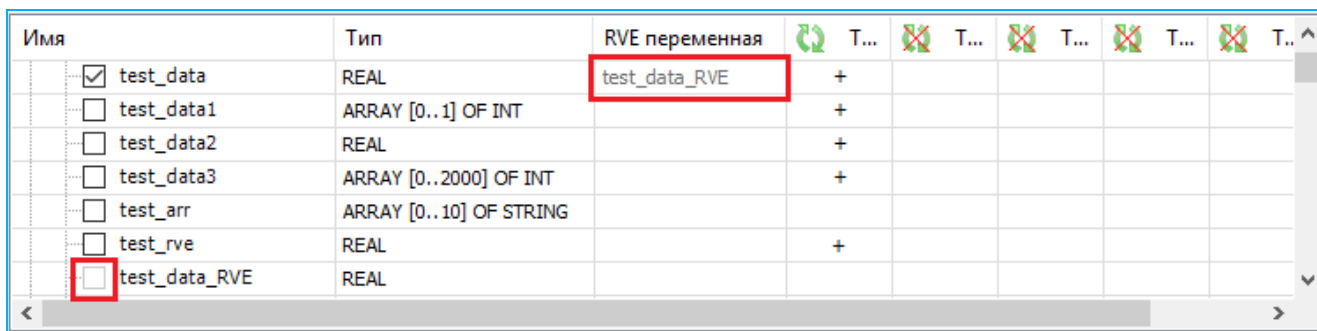 Имя Тип RVE переменная T... T... T... T... T..
test_data REAL test_data_RVE +
test_data1 ARRAY [0..1] OF INT +
test_data2 REAL +
test_data3 ARRAY [0..2000] OF INT +
test_arr ARRAY [0..10] OF STRING
test_rve REAL +
test_data_RVE REAL